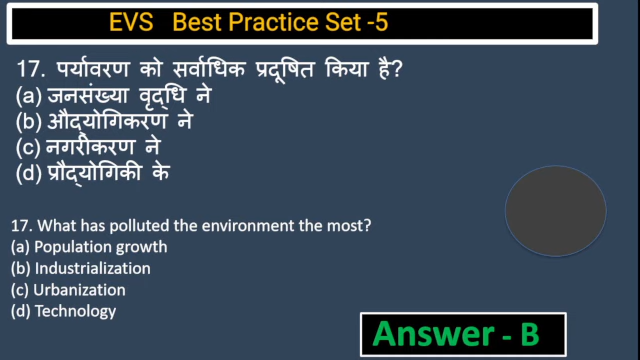 EVS Best Practice Set -5
17. पर्यावरण को सर्वाधिक प्रदूषित किया है?
(a) जनसंख्या वृद्धि ने
(b) औद्योगिकरण ने
(c) नगरीकरण ने
(d) प्रौद्योगिकी के
17. What has polluted the environment the most?
(a) Population growth
(b) Industrialization
(c) Urbanization
(d) Technology
Answer - B